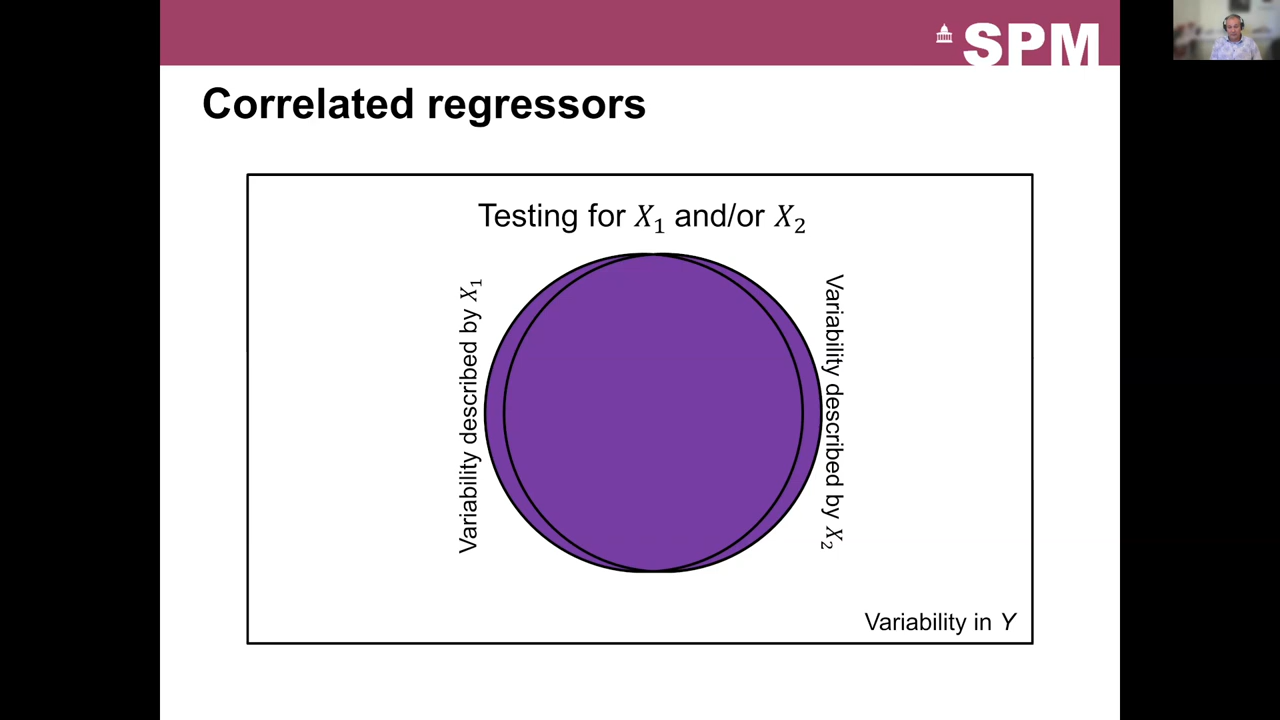 SPM
Correlated regressors
Testing for X₁ and/or X₂
Variability described by X₁
Variability described by X₂
Variability in Y